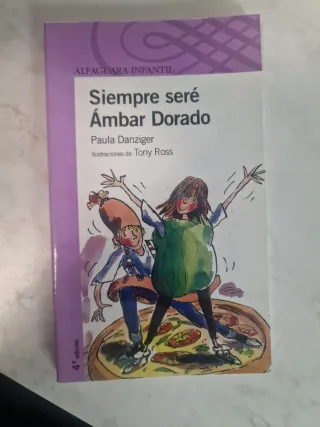 ALFAGUARA INFANTIL
Siempre seré
Ámbar Dorado
Paula Danziger
Ilustraciones de Tony Ross
4ª edición